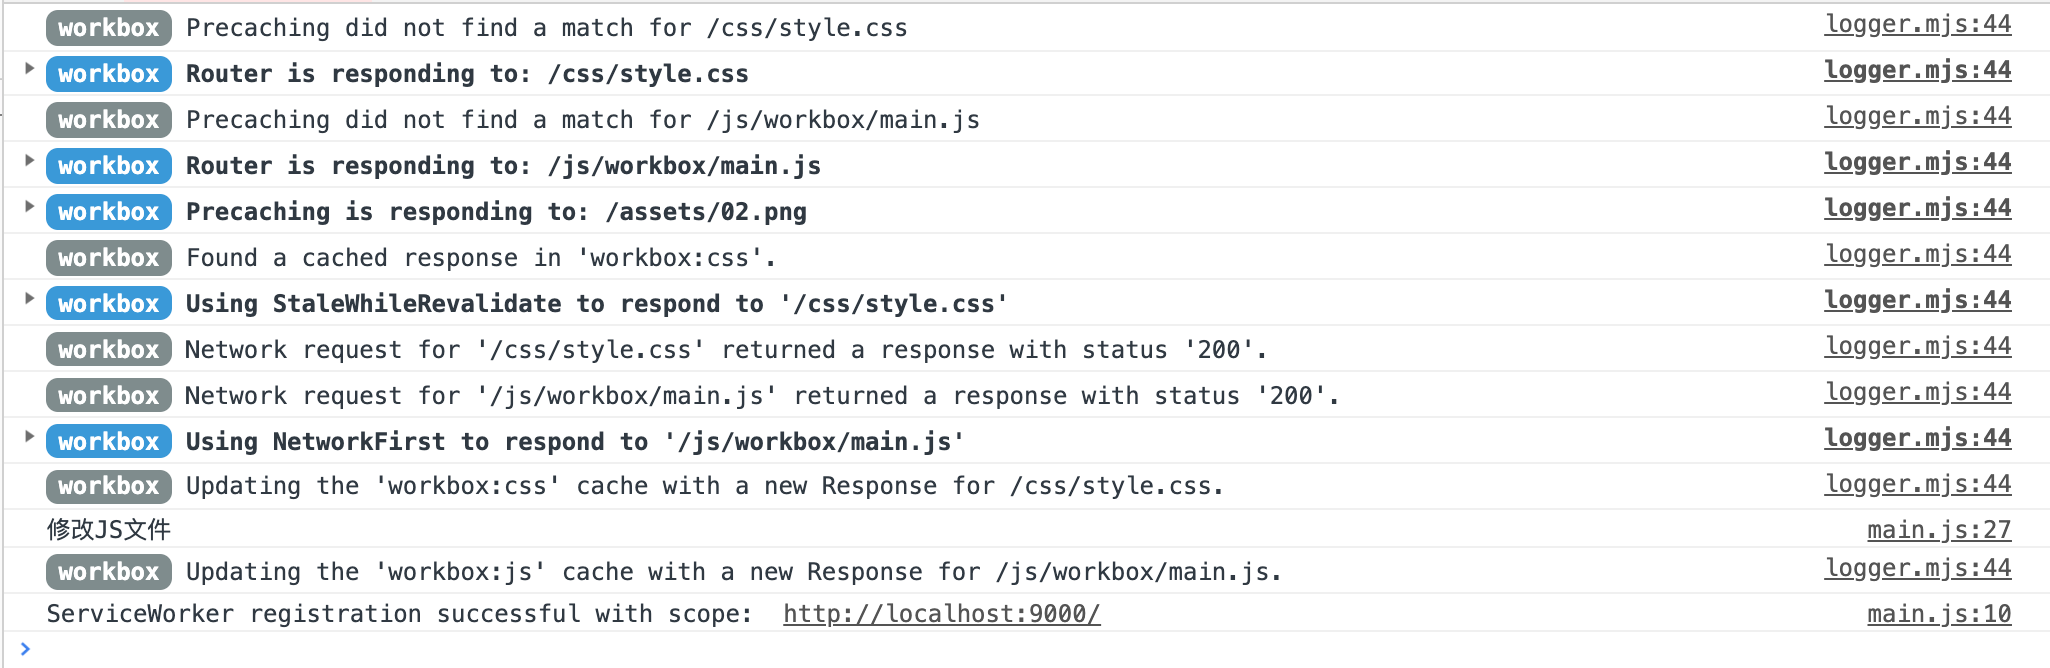 workbox Precaching did not find a match for /css/style.css logger.mjs:44
workbox Router is responding to: /css/style.css logger.mjs:44
workbox Precaching did not find a match for /js/workbox/main.js logger.mjs:44
workbox Router is responding to: /js/workbox/main.js logger.mjs:44
workbox Precaching is responding to: /assets/02.png logger.mjs:44
workbox Found a cached response in 'workbox:css'. logger.mjs:44
workbox Using StaleWhileRevalidate to respond to '/css/style.css' logger.mjs:44
workbox Network request for '/css/style.css' returned a response with status '200'. logger.mjs:44
workbox Network request for '/js/workbox/main.js' returned a response with status '200'. logger.mjs:44
workbox Using NetworkFirst to respond to '/js/workbox/main.js' logger.mjs:44
workbox Updating the 'workbox:css' cache with a new Response for /css/style.css. logger.mjs:44
修改JS文件 main.js:27
workbox Updating the 'workbox:js' cache with a new Response for /js/workbox/main.js. logger.mjs:44
ServiceWorker registration successful with scope: http://localhost:9000/ main.js:10